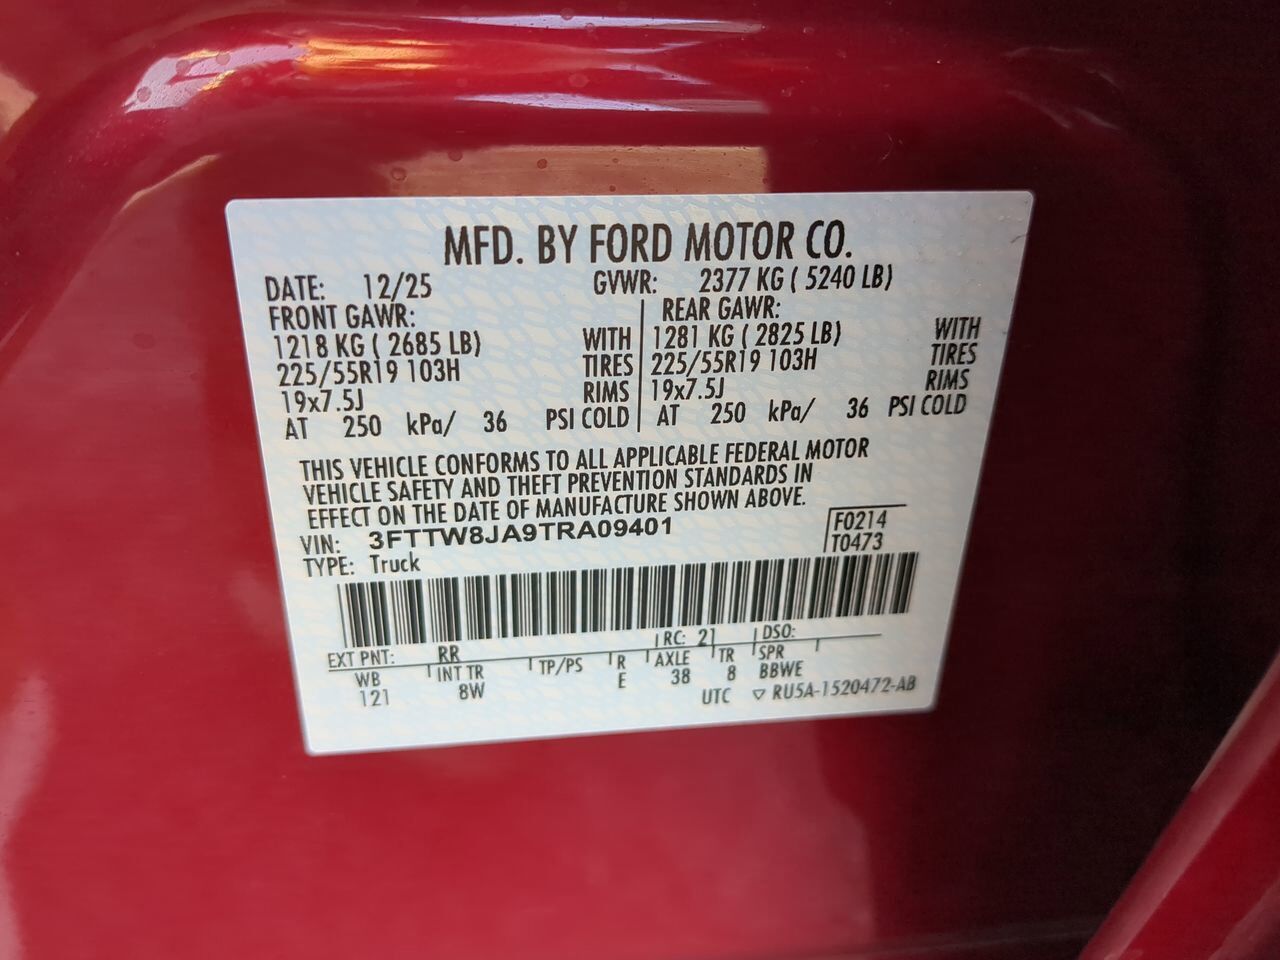 MFD. BY FORD MOTOR CO.
DATE: 12/25 GVWR: 2377 KG ( 5240 LB)
FRONT GAWR: REAR GAWR:
1218 KG ( 2685 LB) WITH 1281 KG ( 2825 LB) WITH
225/55R19 103H TIRES 225/55R19 103H TIRES
19x7.5J RIMS 19x7.5J RIMS
AT 250 kPa/ 36 PSI COLD AT 250 kPa/ 36 PSI COLD
THIS VEHICLE CONFORMS TO ALL APPLICABLE FEDERAL MOTOR
VEHICLE SAFETY AND THEFT PREVENTION STANDARDS IN
EFFECT ON THE DATE OF MANUFACTURE SHOWN ABOVE.
VIN: 3FTTW8JA9TRA09401 F0214
TYPE: Truck T0473
RC: 21 DSO:
EXT PNT: RR
WB INT TR TP/PS R AXLE TR SPR
121 8W E 38 8 BBWE
UTC ▽ RU5A-1520472-AB